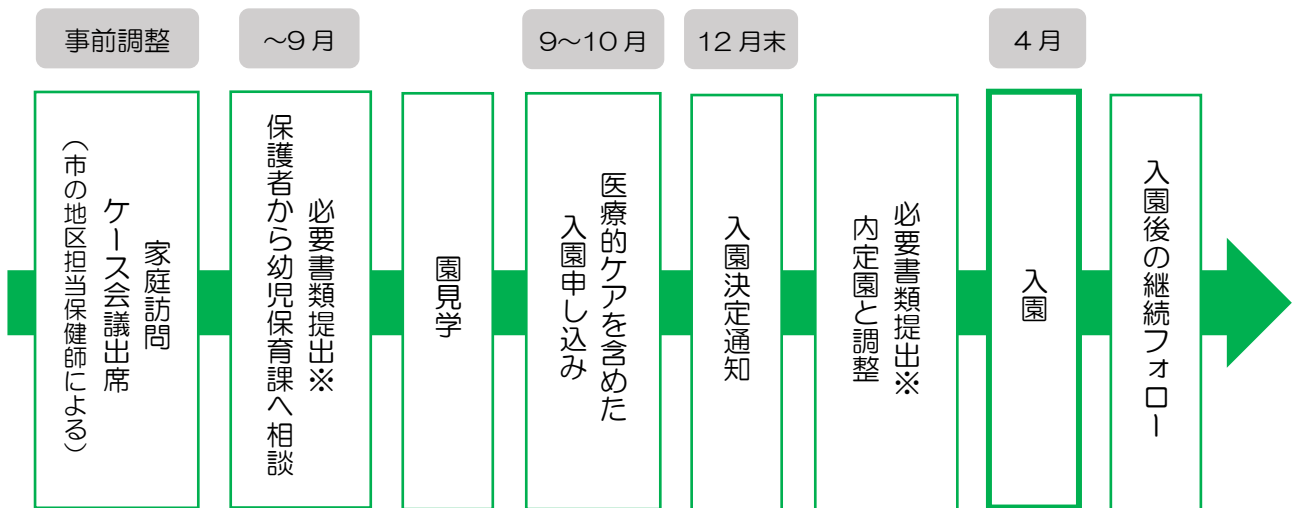 事前調整
～9月
9～10月
12月末
4月
家庭訪問
ケース会議出席
（市の地区担当保健師による）
必要書類提出※
保護者から幼児保育課へ相談
園見学
医療的ケアを含めた
入園申し込み
入園決定通知
必要書類提出※
内定園と調整
入園
入園後の継続フォロー